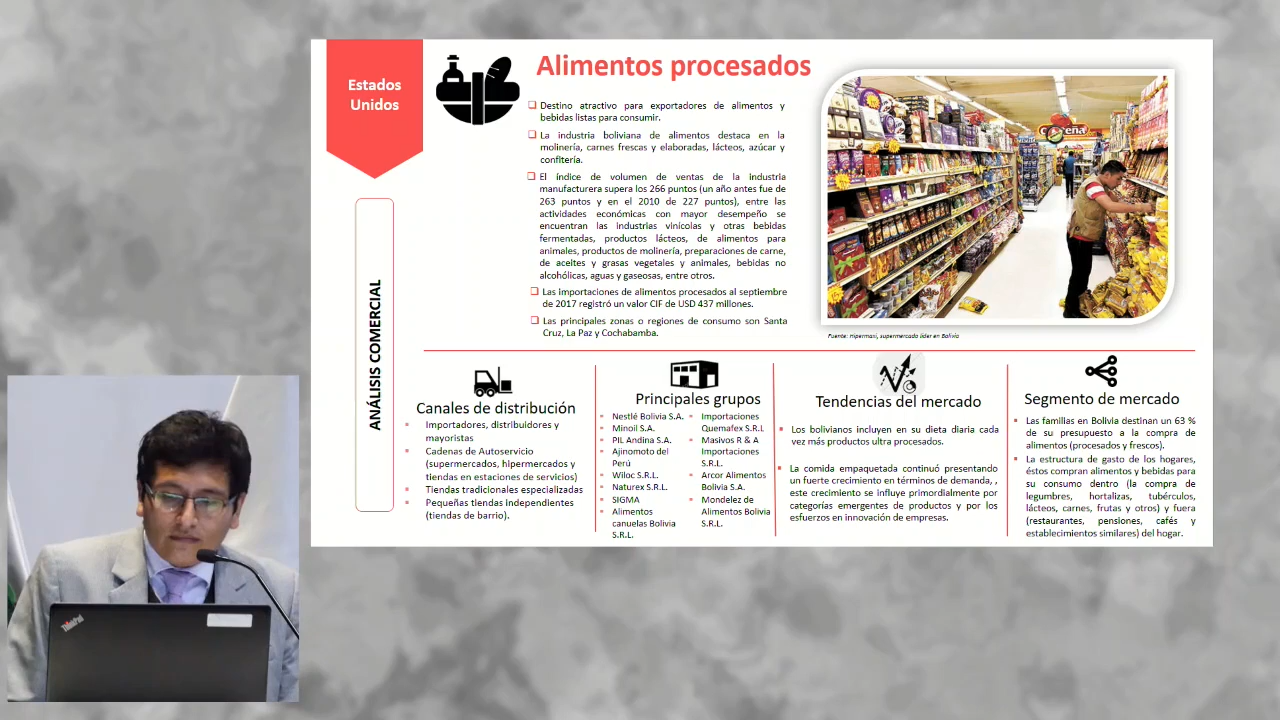 Estados
Unidos
Alimentos procesados
Destino atractivo para exportadores de alimentos y
bebidas listas para consumir.
La industria boliviana de alimentos destaca en la
molinería, carnes frescas y elaboradas, lácteos, azúcar y
confitería.
El índice de volumen de ventas de la industria
manufacturera supera los 266 puntos (un año antes fue de
263 puntos y en el 2010 de 227 puntos), entre las
actividades económicas con mayor desempeño se
encuentran las industrias vinícolas y otras bebidas
fermentadas, productos lácteos, de alimentos para
animales, productos de molinería, preparaciones de carne,
de aceites y grasas vegetales y animales, bebidas no
alcohólicas, aguas y gaseosas, entre otros.
Las importaciones de alimentos procesados al septiembre
de 2017 registró un valor CIF de USD 437 millones.
Las principales zonas o regiones de consumo son Santa
Cruz, La Paz y Cochabamba.
Fuente: Hipermaxi, supermercado líder en Bolivia
ANÁLISIS COMERCIAL
Canales de distribución
Importadores, distribuidores y
mayoristas
Cadenas de Autoservicio
(supermercados, hipermercados y
tiendas en estaciones de servicios)
Tiendas tradicionales especializadas
Pequeñas tiendas independientes
(tiendas de barrio).
Principales grupos
Nestlé Bolivia S.A.
Minoil S.A.
PIL Andina S.A.
Ajinomoto del
Perú
Wiloc S.R.L.
Naturex S.R.L.
SIGMA
Alimentos
canuelas Bolivia
S.R.L.
Importaciones
Quemafex S.R.L
Masivos R & A
Importaciones
S.R.L.
Arcor Alimentos
Bolivia S.A.
Mondelez de
Alimentos Bolivia
S.R.L.
Tendencias del mercado
Los bolivianos incluyen en su dieta diaria cada
vez más productos ultra procesados.
La comida empaquetada continuó presentando
un fuerte crecimiento en términos de demanda, ,
este crecimiento se influye primordialmente por
categorías emergentes de productos y por los
esfuerzos en innovación de empresas.
Segmento de mercado
Las familias en Bolivia destinan un 63 %
de su presupuesto a la compra de
alimentos (procesados y frescos).
La estructura de gasto de los hogares,
éstos compran alimentos y bebidas para
su consumo dentro (la compra de
legumbres, hortalizas, tubérculos,
lácteos, carnes, frutas y otros) y fuera
(restaurantes, pensiones, cafés y
establecimientos similares) del hogar.
ThinkPad